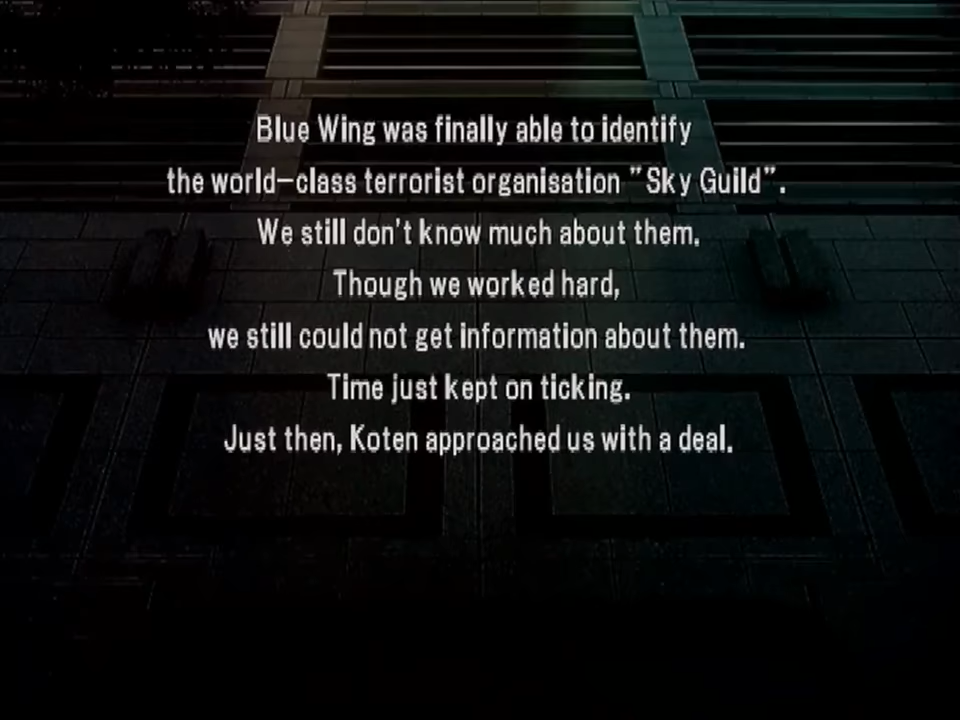 Blue Wing was finally able to identify
the world-class terrorist organisation "Sky Guild".
We still don't know much about them.
Though we worked hard,
we still could not get information about them.
Time just kept on ticking.
Just then, Koten approached us with a deal.